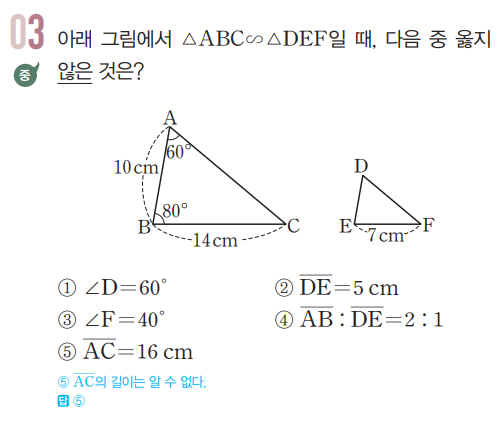 03 아래 그림에서 △ABC∽△DEF일 때, 다음 중 옳지
중 않은 것은?
A
60°
10 cm
D
80°
B C E F
14 cm 7 cm
① ∠D=60° ② DE=5 cm
③ ∠F=40° ④ AB : DE=2 : 1
⑤ AC=16 cm
⑤ AC의 길이는 알 수 없다.
답 ⑤